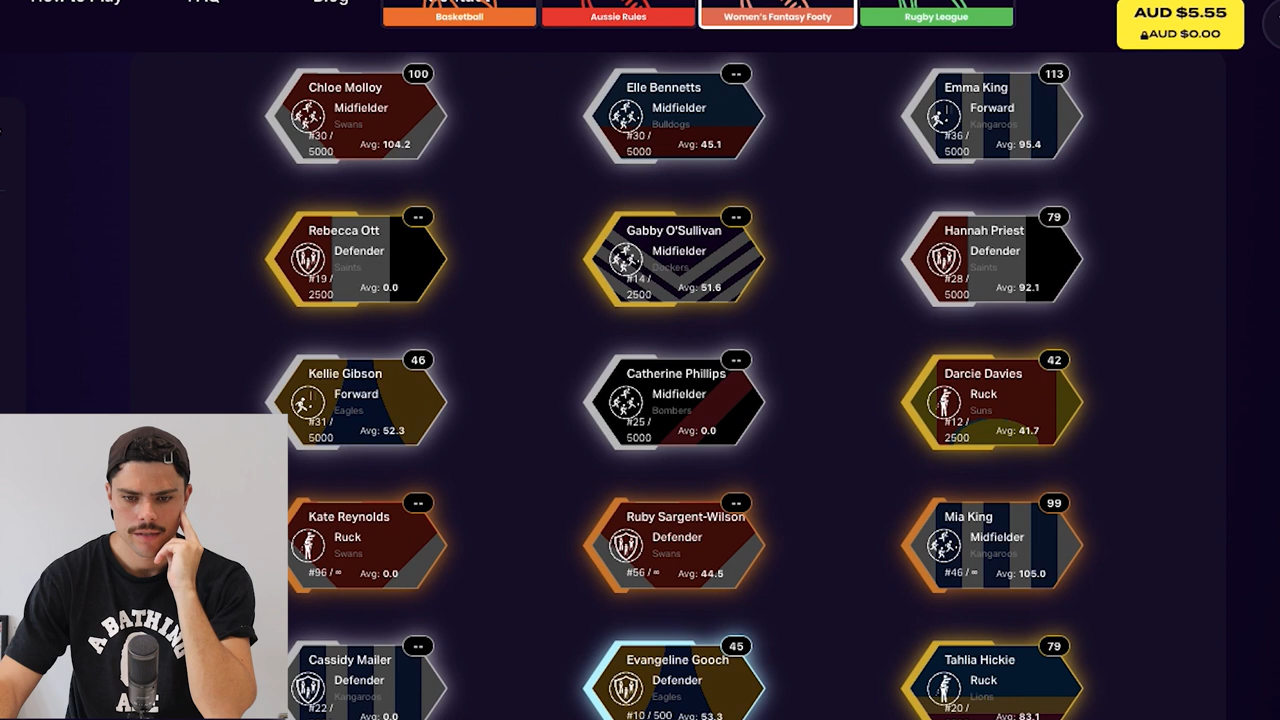 How to Play
FAQ
Blog
Contact
Basketball
Aussie Rules
Women's Fantasy Footy
Rugby League
AUD $5.55
AUD $0.00
100
Chloe Molloy
Midfielder
Swans
#30 /
5000
Avg: 104.2
--
Elle Bennetts
Midfielder
Bulldogs
#30 /
5000
Avg: 45.1
113
Emma King
Forward
Kangaroos
#36 /
5000
Avg: 95.4
--
Rebecca Ott
Defender
Saints
#19 /
2500
Avg: 0.0
--
Gabby O'Sullivan
Midfielder
Dockers
#14 /
2500
Avg: 51.6
79
Hannah Priest
Defender
Saints
#28 /
5000
Avg: 92.1
46
Kellie Gibson
Forward
Eagles
#31 /
5000
Avg: 52.3
--
Catherine Phillips
Midfielder
Bombers
#25 /
5000
Avg: 0.0
42
Darcie Davies
Ruck
Suns
#12 /
2500
Avg: 41.7
--
Kate Reynolds
Ruck
Swans
#96 / ∞
Avg: 0.0
--
Ruby Sargent-Wilson
Defender
Swans
#56 / ∞
Avg: 44.5
99
Mia King
Midfielder
Kangaroos
#46 / ∞
Avg: 105.0
--
Cassidy Mailer
Defender
Kangaroos
#22 /
Avg: 0.0
45
Evangeline Gooch
Defender
Eagles
#10 / 500
Avg: 53.3
79
Tahlia Hickie
Ruck
Lions
#20 /
Avg: 83.1
A BATHING
APE